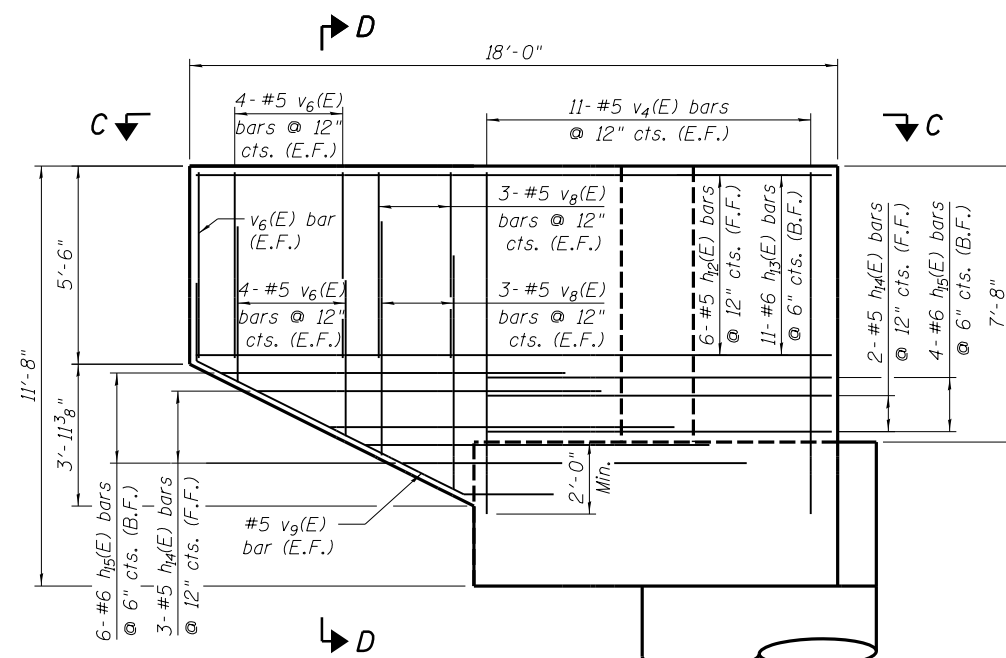 D
18'-0"
C
4- #5 v6(E)
bars @ 12"
cts. (E.F.)
11- #5 v4(E) bars
@ 12" cts. (E.F.)
C
v6(E) bar
(E.F.)
3- #5 v8(E)
bars @ 12"
cts. (E.F.)
6- #5 h12(E) bars
@ 12" cts. (F.F.)
11- #6 h13(E) bars
@ 6" cts. (B.F.)
2- #5 h14(E) bars
@ 12" cts. (F.F.)
4- #6 h15(E) bars
@ 6" cts. (B.F.)
7'-8"
5'-6"
11'-8"
4- #5 v6(E)
bars @ 12"
cts. (E.F.)
3- #5 v8(E)
bars @ 12"
cts. (E.F.)
3'-11 3/8"
2'-0"
Min.
#5 v9(E)
bar (E.F.)
6- #6 h15(E) bars
@ 6" cts. (B.F.)
3- #5 h14(E) bars
@ 12" cts. (F.F.)
D